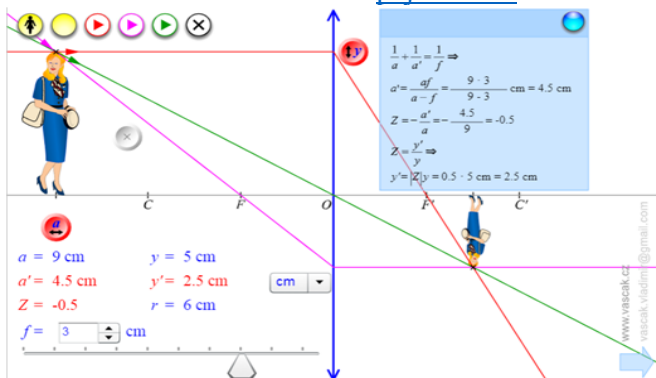 y
1/a + 1/a' = 1/f ⇒
a' = af/(a − f) = (9 · 3)/(9 - 3) cm = 4.5 cm
Z = − a'/a = − 4.5/9 = -0.5
Z = y'/y ⇒
y' = |Z|y = 0.5 · 5 cm = 2.5 cm
C
F
O
F'
C'
a
a = 9 cm
y = 5 cm
a' = 4.5 cm
y' = 2.5 cm
cm
Z = -0.5
r = 6 cm
f = 3 cm
www.vascak.cz
vascak.vladimir@gmail.com